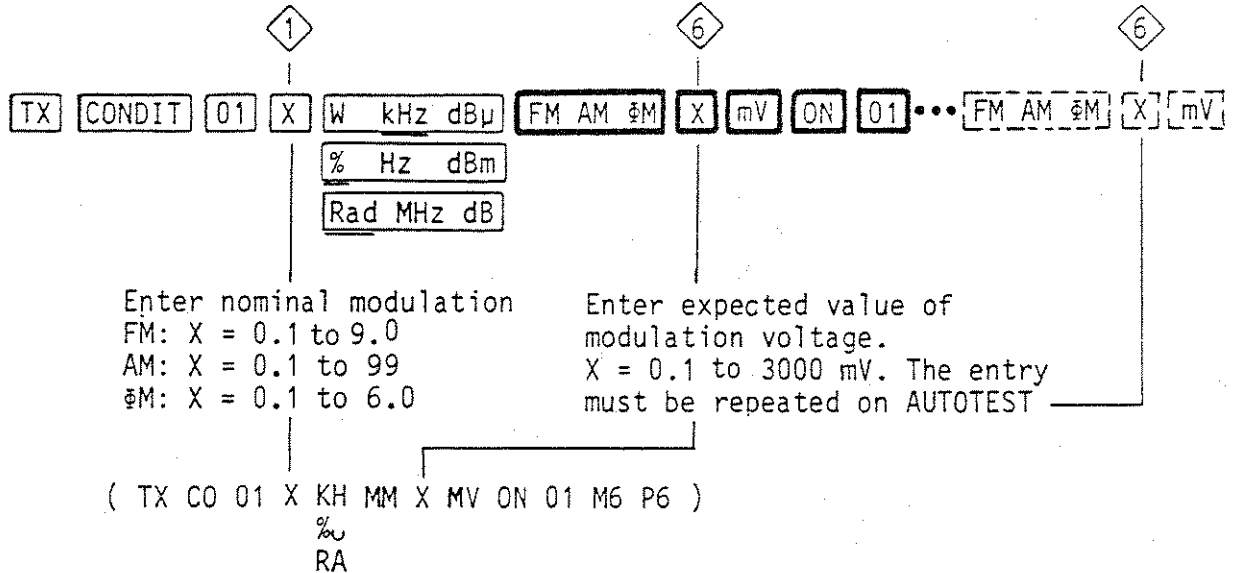 1 6 6
TX CONDIT 01 X W kHz dBµ FM AM ΦM X mV ON 01 ••• FM AM ΦM X mV
% Hz dBm
Rad MHz dB
Enter nominal modulation
FM: X = 0.1 to 9.0
AM: X = 0.1 to 99
ΦM: X = 0.1 to 6.0
Enter expected value of
modulation voltage.
X = 0.1 to 3000 mV. The entry
must be repeated on AUTOTEST
( TX CO 01 X KH MM X MV ON 01 M6 P6 )
RA